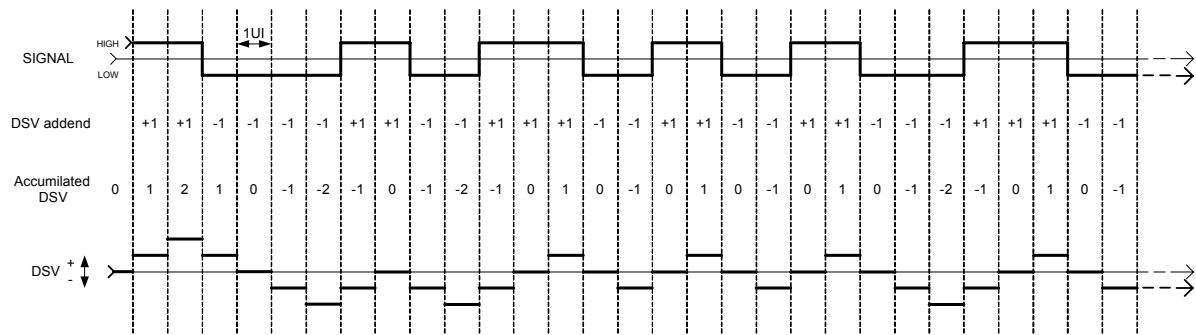 1UI
HIGH
SIGNAL
LOW
DSV addend +1 +1 -1 -1 -1 -1 +1 +1 -1 -1 +1 +1 +1 -1 -1 +1 +1 -1 -1 +1 +1 -1 -1 -1 +1 +1 +1 -1 -1
Accumilated
DSV 0 1 2 1 0 -1 -2 -1 0 -1 -2 -1 0 1 0 -1 0 1 0 -1 0 1 0 -1 -2 -1 0 1 0 -1
DSV + -